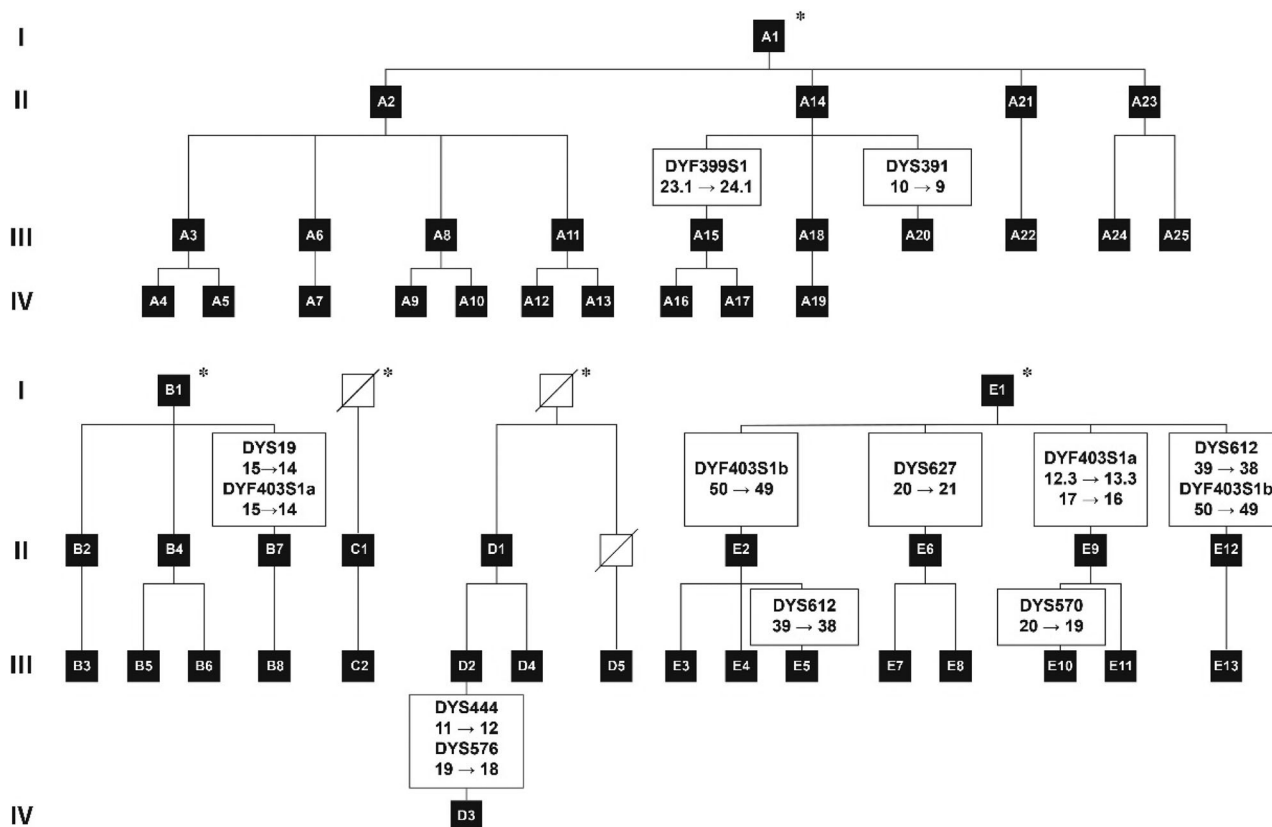 I
A1 *
II
A2 A14 A21 A23
DYF399S1
23.1 → 24.1
DYS391
10 → 9
III
A3 A6 A8 A11 A15 A18 A20 A22 A24 A25
IV
A4 A5 A7 A9 A10 A12 A13 A16 A17 A19
I
B1 * * * E1 *
DYS19
15→14
DYF403S1a
15→14
DYF403S1b
50 → 49
DYS627
20 → 21
DYF403S1a
12.3 → 13.3
17 → 16
DYS612
39 → 38
DYF403S1b
50 → 49
II
B2 B4 B7 C1 D1 E2 E6 E9 E12
DYS612
39 → 38
DYS570
20 → 19
III
B3 B5 B6 B8 C2 D2 D4 D5 E3 E4 E5 E7 E8 E10 E11 E13
DYS444
11 → 12
DYS576
19 → 18
IV
D3